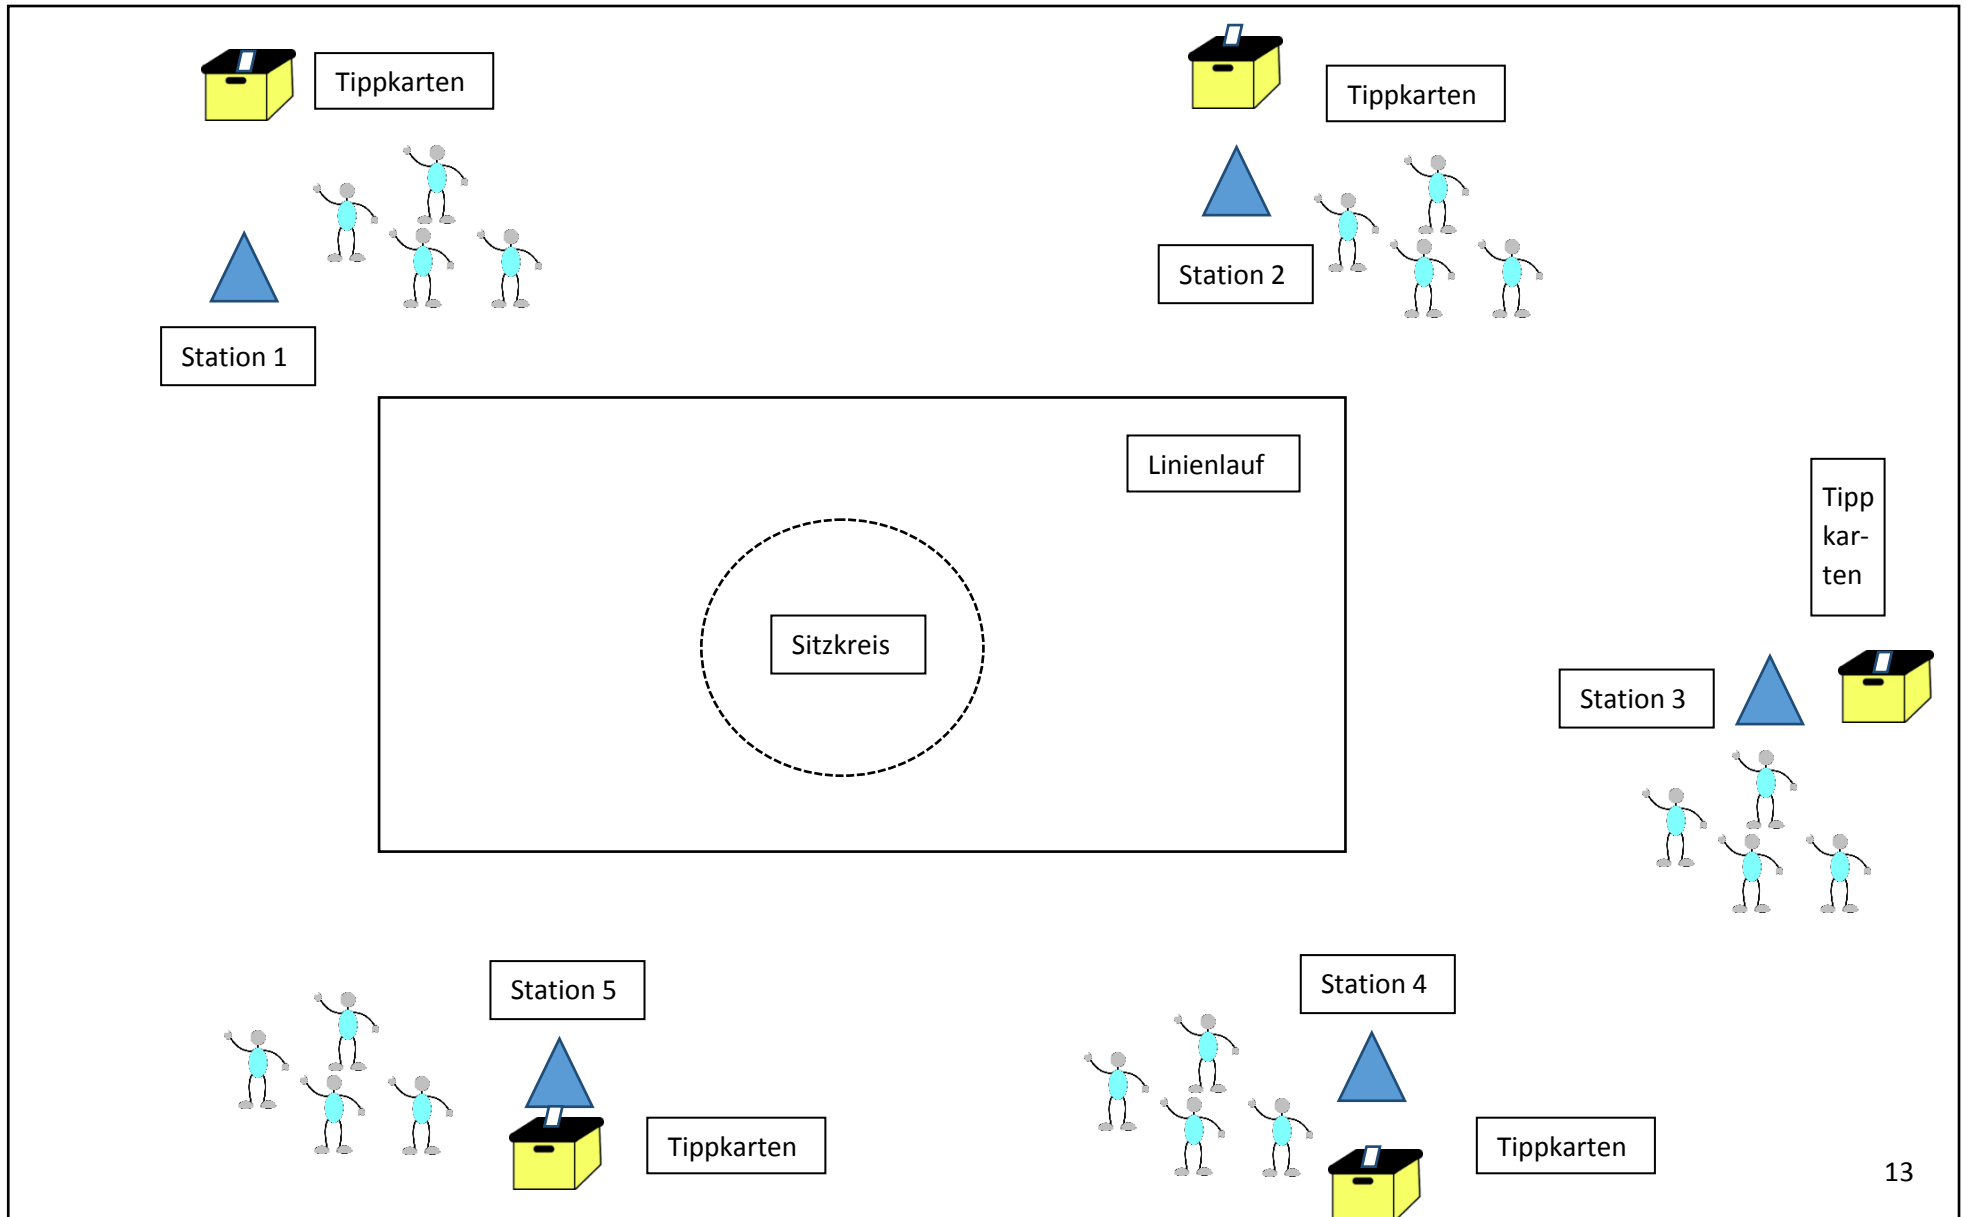 Tippkarten
Tippkarten
Station 2
Station 1
Linienlauf
Tipp
kar-
ten
Sitzkreis
Station 3
Station 5
Station 4
Tippkarten
Tippkarten
13